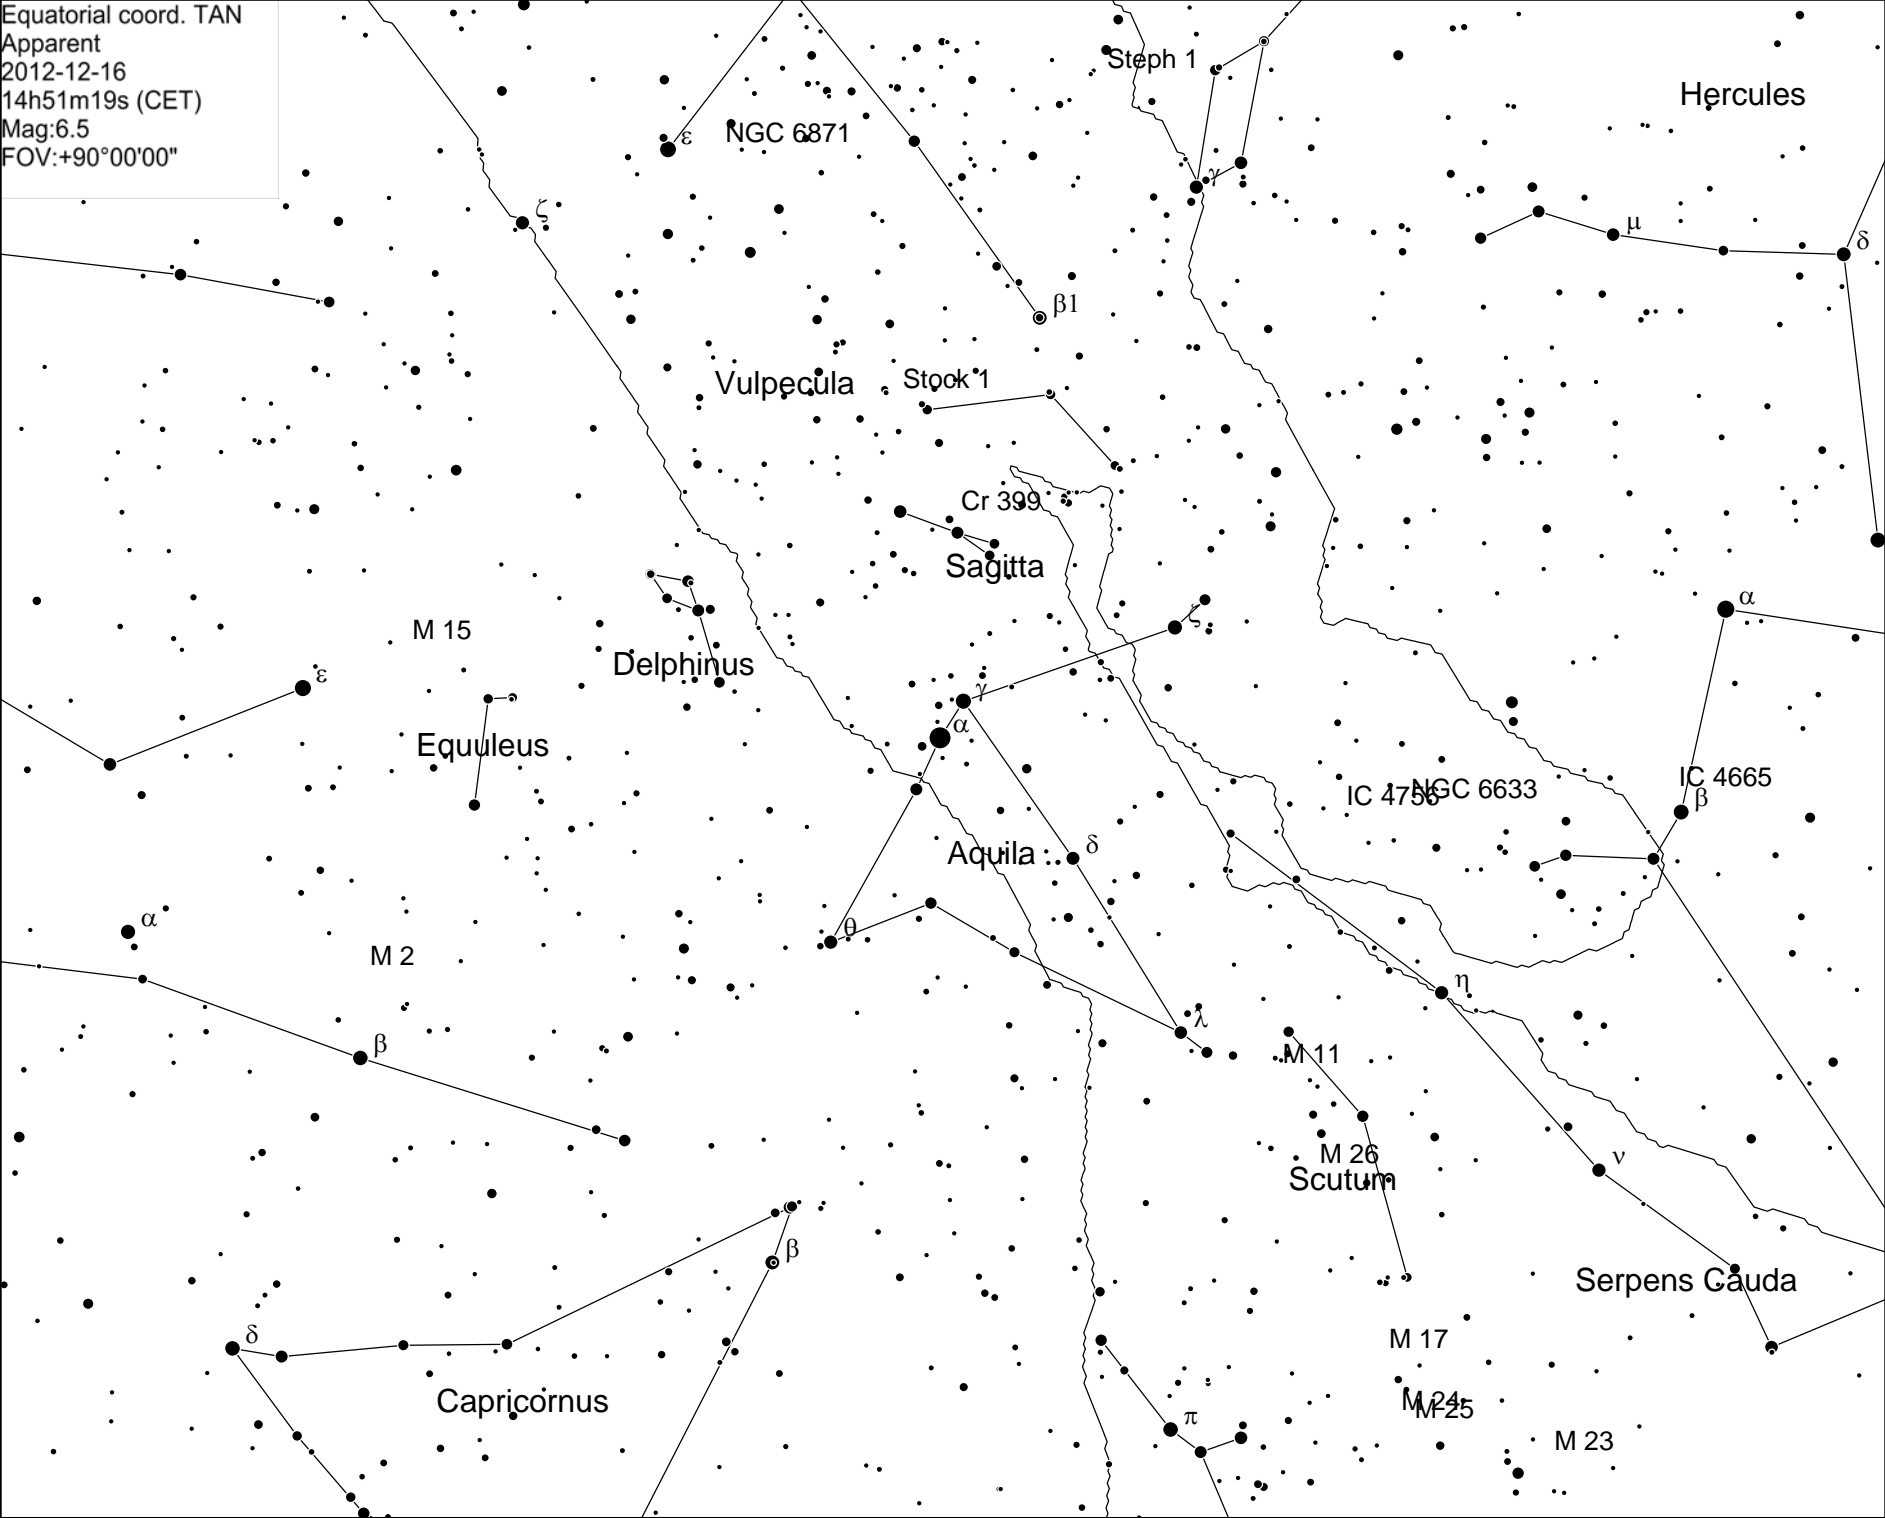 Equatorial coord. TAN
Apparent
2012-12-16
14h51m19s (CET)
Mag:6.5
FOV:+90°00'00"
Steph 1
Hercules
ε
NGC 6871
γ
ζ
μ
δ
β1
Vulpecula
Stock 1
Cr 399
Sagitta
α
ζ
M 15
Delphinus
ε
γ
α
Equuleus
IC 4665
IC 4756
NGC 6633
β
Aquila
δ
α
θ
M 2
η
λ
β
M 11
M 26
Scutum
ν
β
Serpens Cauda
δ
M 17
Capricornus
M 24
M 25
π
M 23